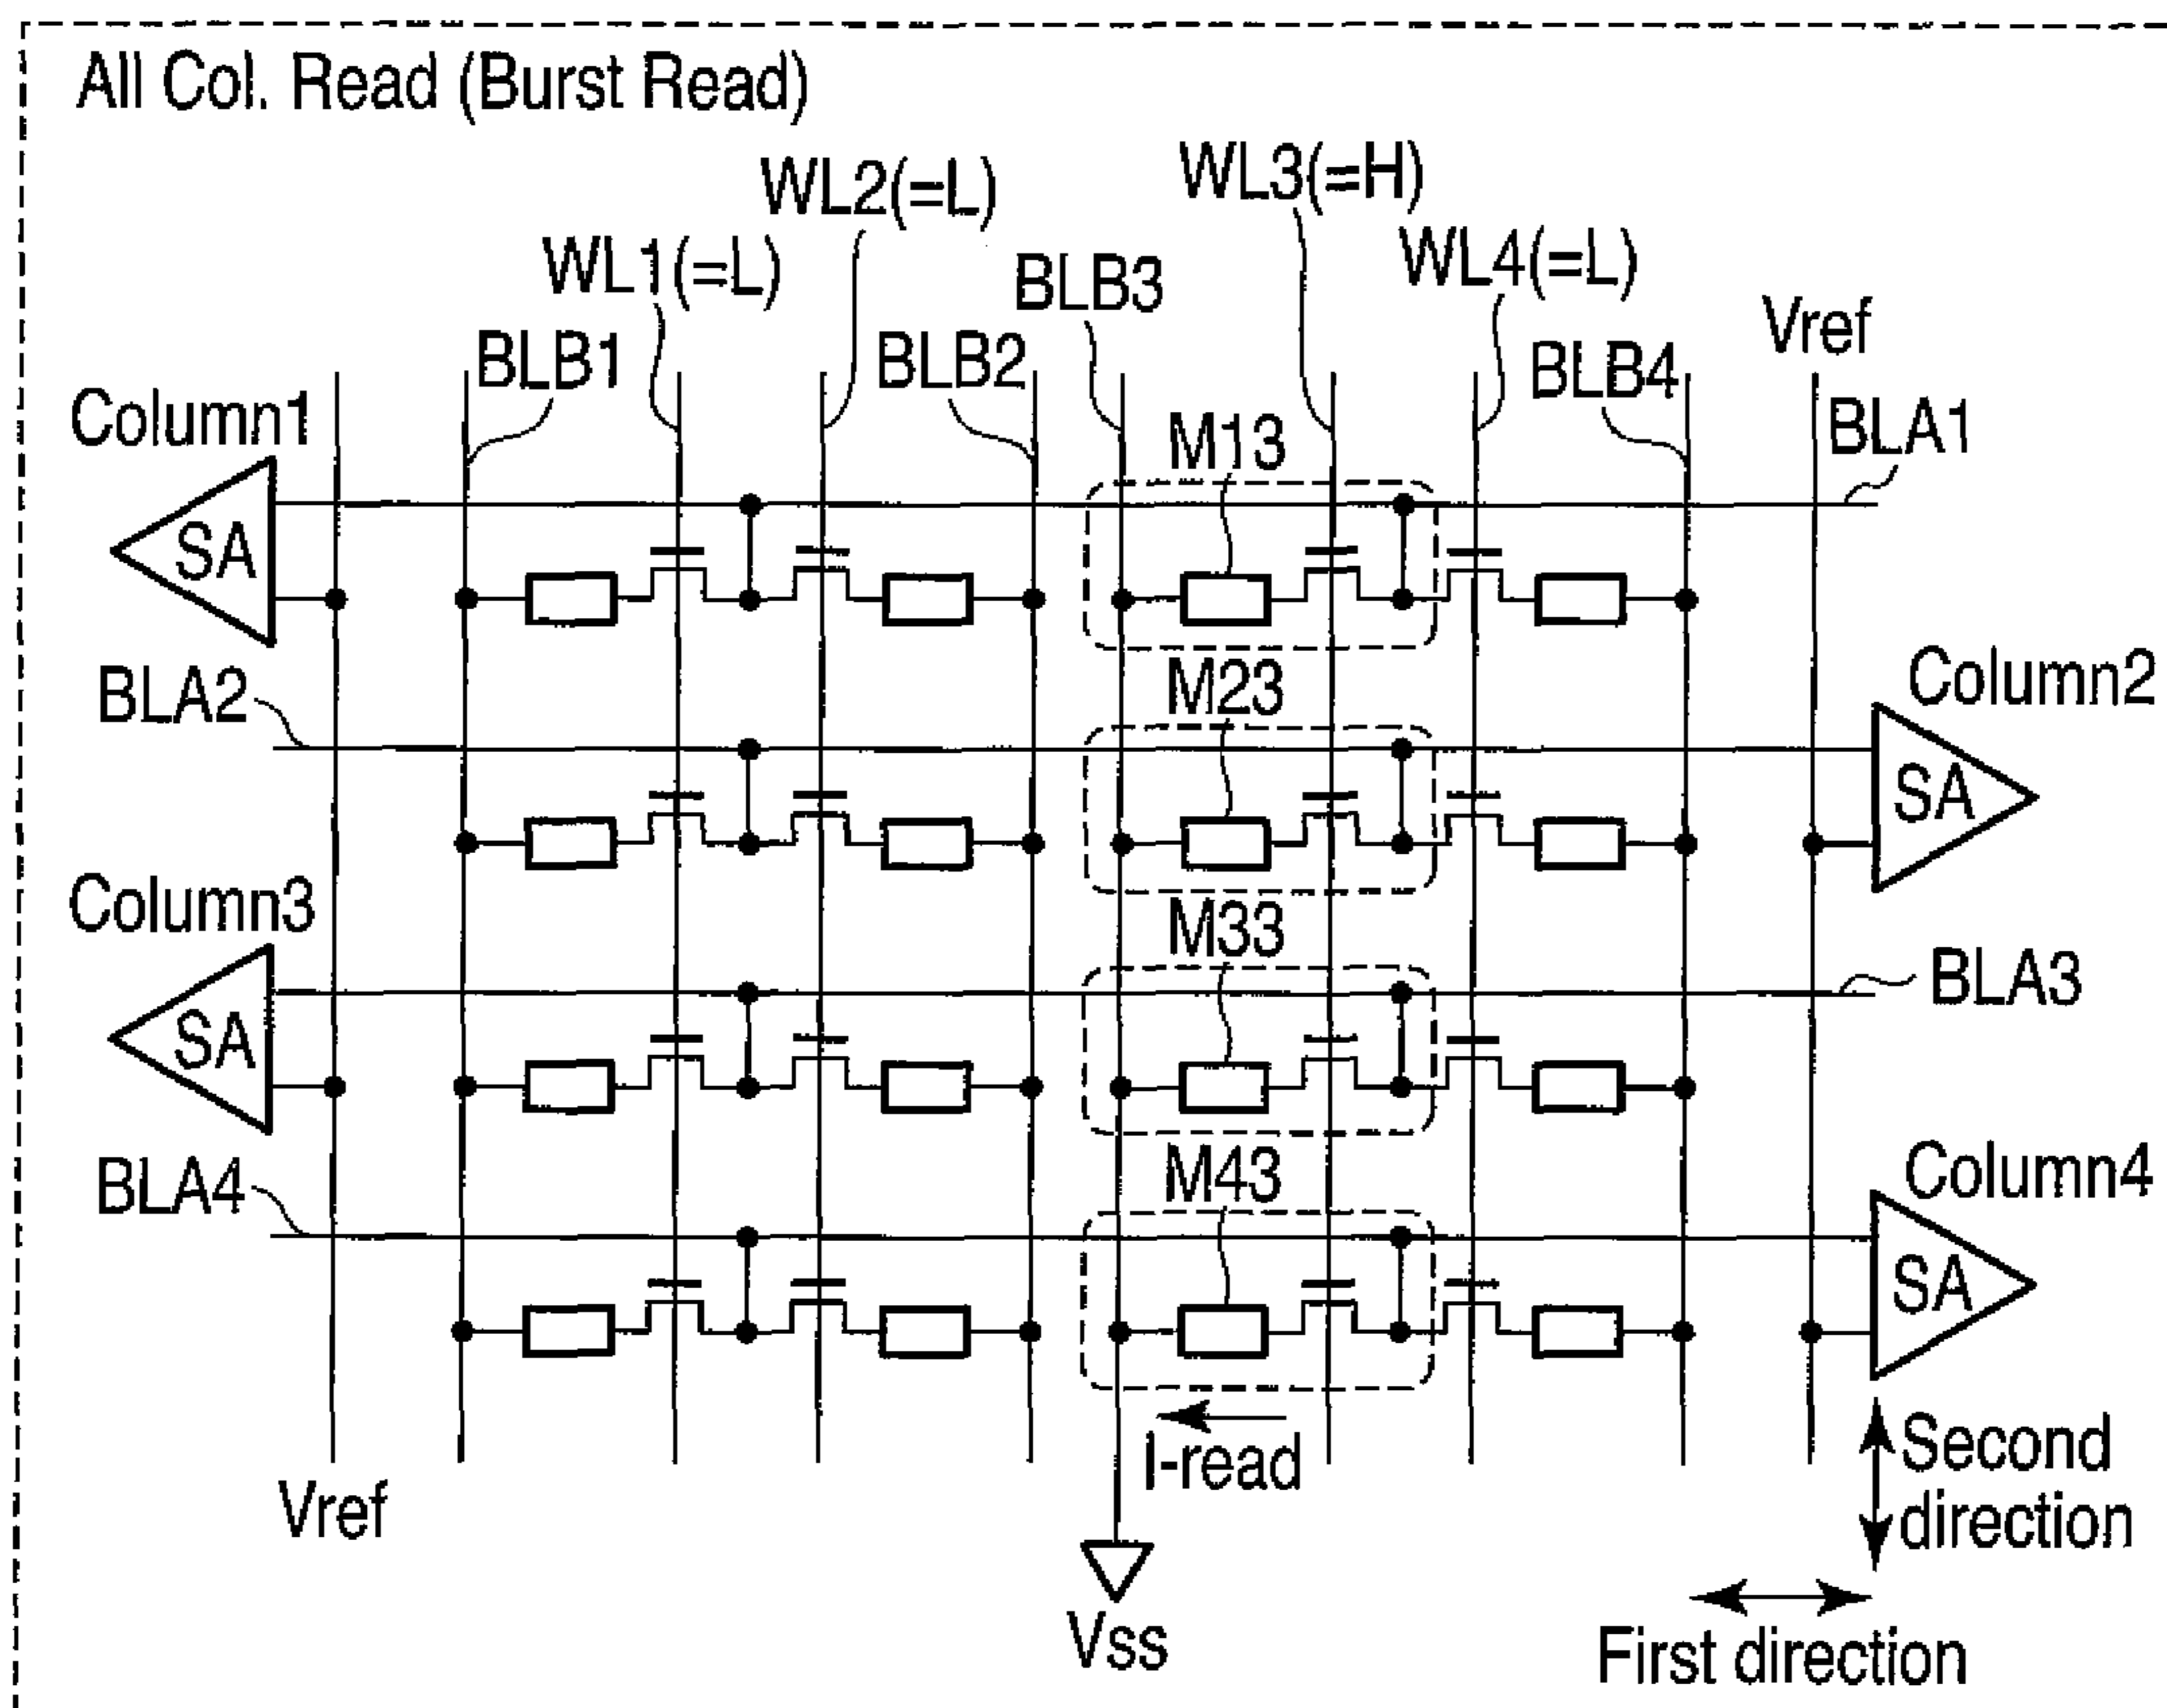 All Col. Read (Burst Read)
WL2(=L)
WL3(=H)
WL1(=L)
BLB3
WL4(=L)
Vref
BLB1
BLB2
BLB4
Column1
M13
BLA1
SA
BLA2
M23
Column2
SA
Column3
M33
BLA3
SA
BLA4
M43
Column4
SA
I-read
Second
direction
Vref
Vss
First direction